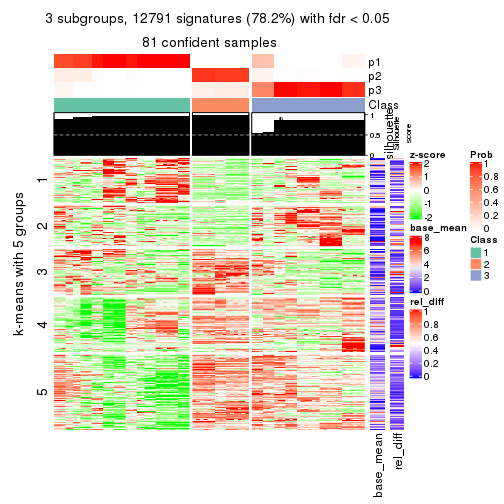 3 subgroups, 12791 signatures (78.2%) with fdr < 0.05
81 confident samples
p1
p2
p3
Class
silhouette
silhouette
score
1
0.5
0
k-means with 5 groups
1
2
3
4
5
base_mean
rel_diff
z-score
2
1
0
-1
-2
base_mean
8
6
4
2
0
rel_diff
1
0.8
0.6
0.4
0.2
0
Prob
1
0.8
0.6
0.4
0.2
0
Class
1
2
3